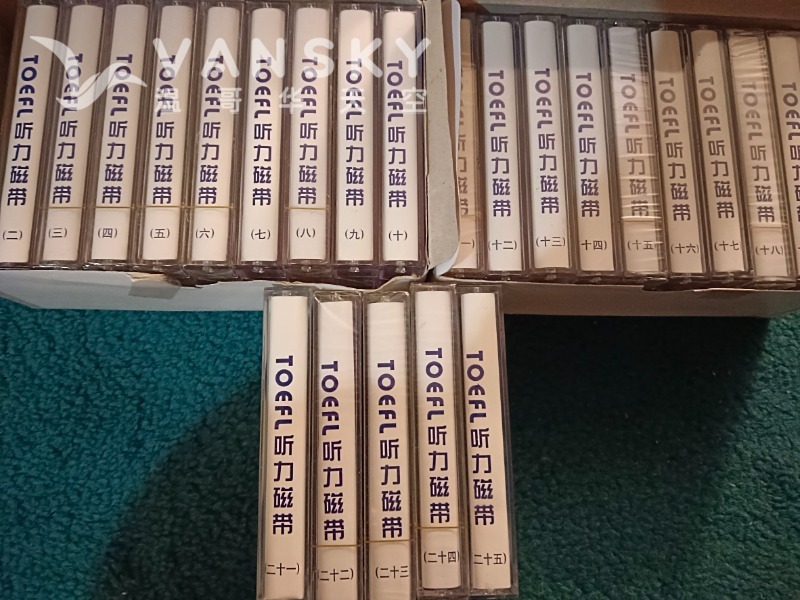 VANSKY
温哥华天空
TOEFL听力磁带
(二)
TOEFL听力磁带
(三)
TOEFL听力磁带
(四)
TOEFL听力磁带
(五)
TOEFL听力磁带
(六)
TOEFL听力磁带
(七)
TOEFL听力磁带
(八)
TOEFL听力磁带
(九)
TOEFL听力磁带
(十)
TOEFL听力磁带
(十二)
TOEFL听力磁带
(十三)
TOEFL听力磁带
(十四)
TOEFL听力磁带
(十五)
TOEFL听力磁带
(十六)
TOEFL听力磁带
(十七)
TOEFL听力磁带
(十八)
TOEFL
TOEFL听力磁带
(二十一)
TOEFL听力磁带
(二十二)
TOEFL听力磁带
(二十三)
TOEFL听力磁带
(二十四)
TOEFL听力磁带
(二十五)